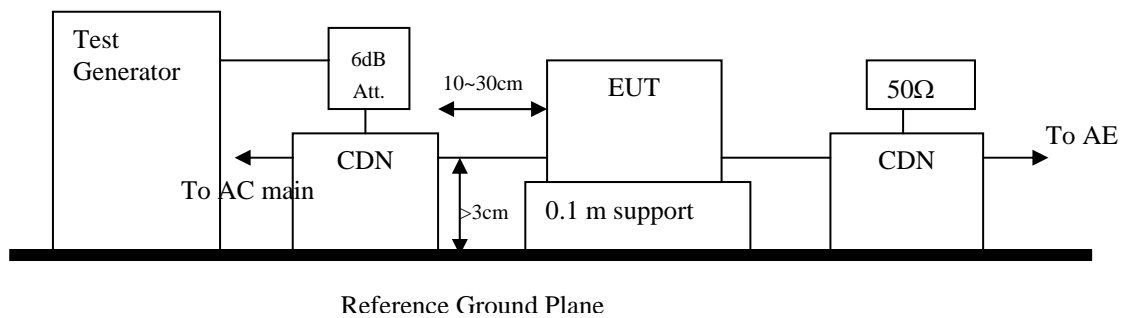 Test
Generator
6dB
Att.
10~30cm
EUT
50Ω
To AE
CDN
CDN
To AC main
>3cm
0.1 m support
Reference Ground Plane